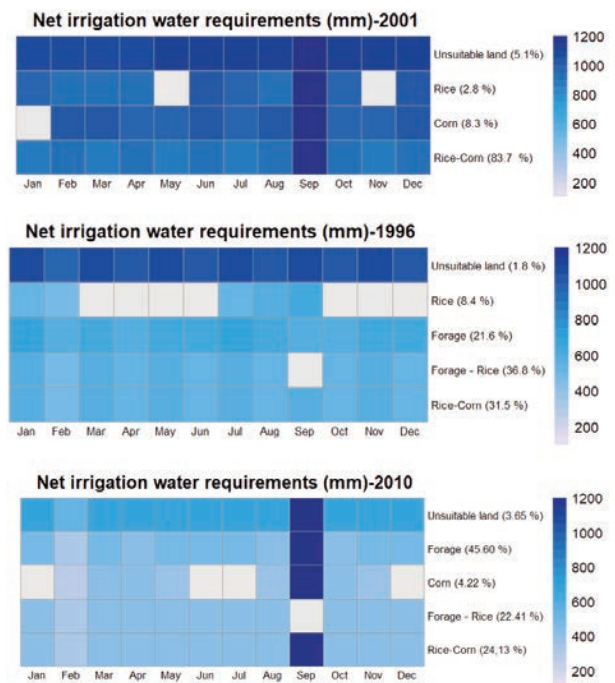 Net irrigation water requirements (mm)-2001
Unsuitable land (5.1%)
Rice (2.8 %)
Corn (8.3 %)
Rice-Corn (83.7  %)
Jan Feb Mar Apr May Jun Jul Aug Sep Oct Nov Dec
1200
1000
800
600
400
200
Net irrigation water requirements (mm)-1996
Unsuitable land (1.8 %)
Rice (8.4 %)
Forage (21.6 %)
Forage - Rice (36.8 %)
Rice-Corn (31.5 %)
Jan Feb Mar Apr May Jun Jul Aug Sep Oct Nov Dec
1200
1000
800
600
400
200
Net irrigation water requirements (mm)-2010
Unsuitable land (3.65 %)
Forage (45.60 %)
Corn (4.22 %)
Forage - Rice (22.41 %)
Rice-Corn (24,13 %)
Jan Feb Mar Apr May Jun Jul Aug Sep Oct Nov Dec
1200
1000
800
600
400
200